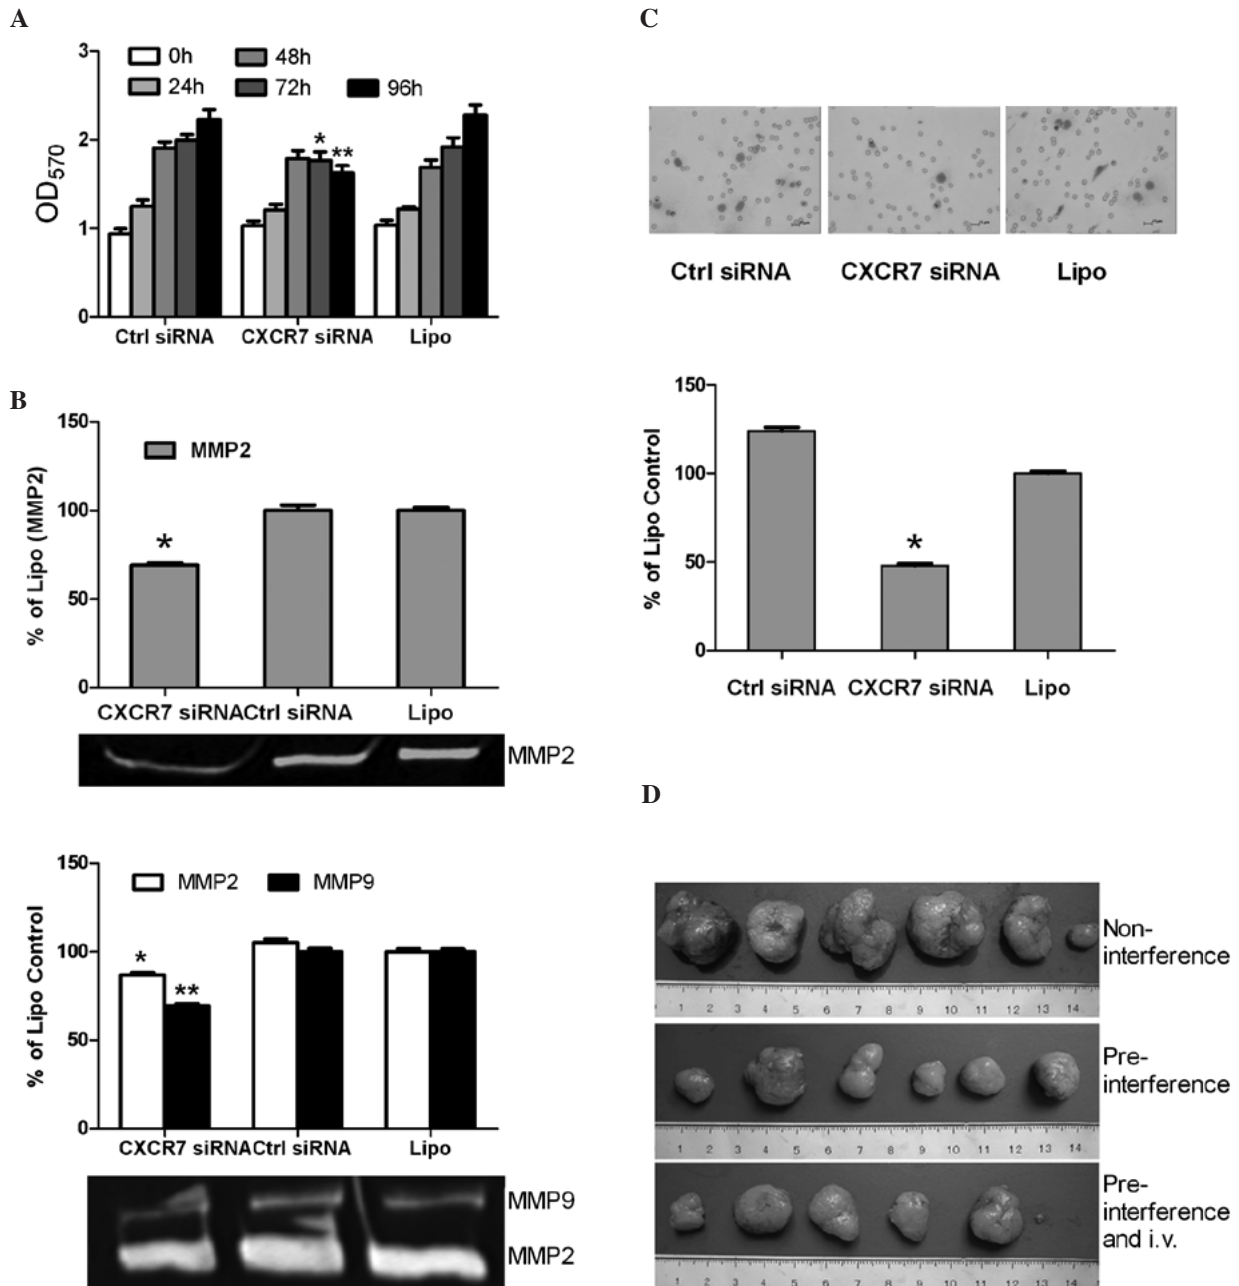 A
3
2
1
0
OD570
0h
24h
48h
72h
96h
*
**
Ctrl siRNA
CXCR7 siRNA
Lipo
B
150
100
50
0
% of Lipo (MMP2)
MMP2
*
CXCR7 siRNA
Ctrl siRNA
Lipo
MMP2
150
100
50
0
% of Lipo Control
MMP2
MMP9
*
**
CXCR7 siRNA
Ctrl siRNA
Lipo
MMP9
MMP2
C
Ctrl siRNA
CXCR7 siRNA
Lipo
150
100
50
0
% of Lipo Control
*
Ctrl siRNA
CXCR7 siRNA
Lipo
D
Non-
interference
1 2 3 4 5 6 7 8 9 10 11 12 13 14
Pre-
interference
1 2 3 4 5 6 7 8 9 10 11 12 13 14
Pre-
interference
and i.v.
1 2 3 4 5 6 7 8 9 10 11 12 13 14